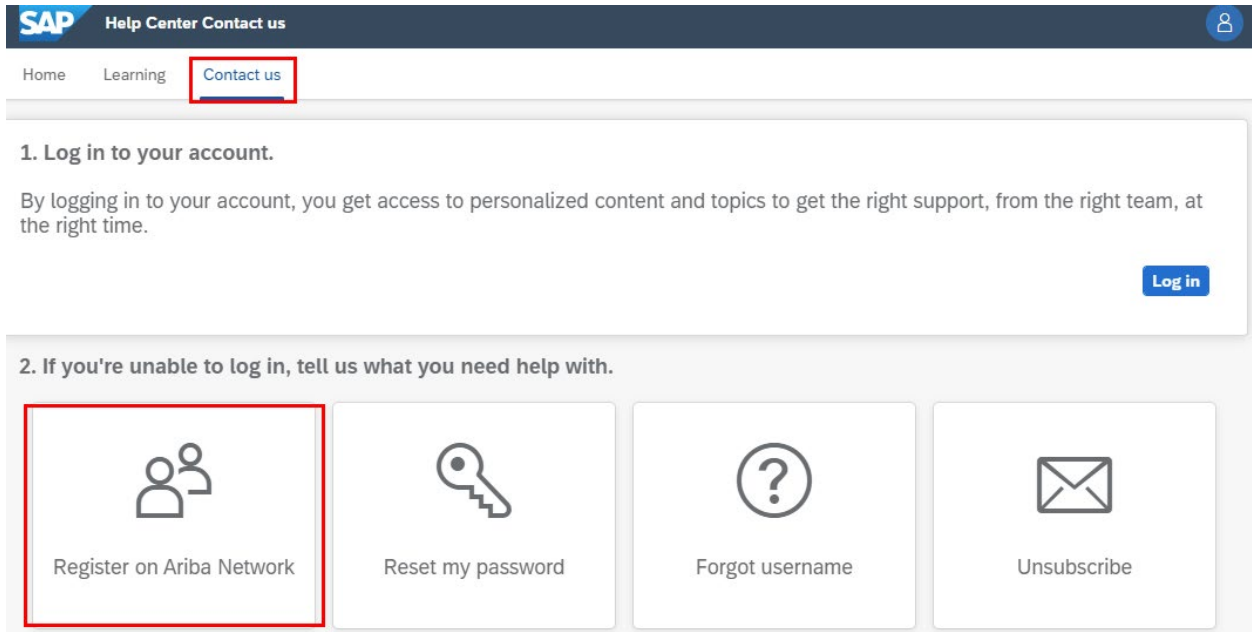 SAP Help Center Contact us
Home Learning Contact us
1. Log in to your account.
By logging in to your account, you get access to personalized content and topics to get the right support, from the right team, at
the right time.
Log in
2. If you're unable to log in, tell us what you need help with.
Register on Ariba Network Reset my password Forgot username Unsubscribe